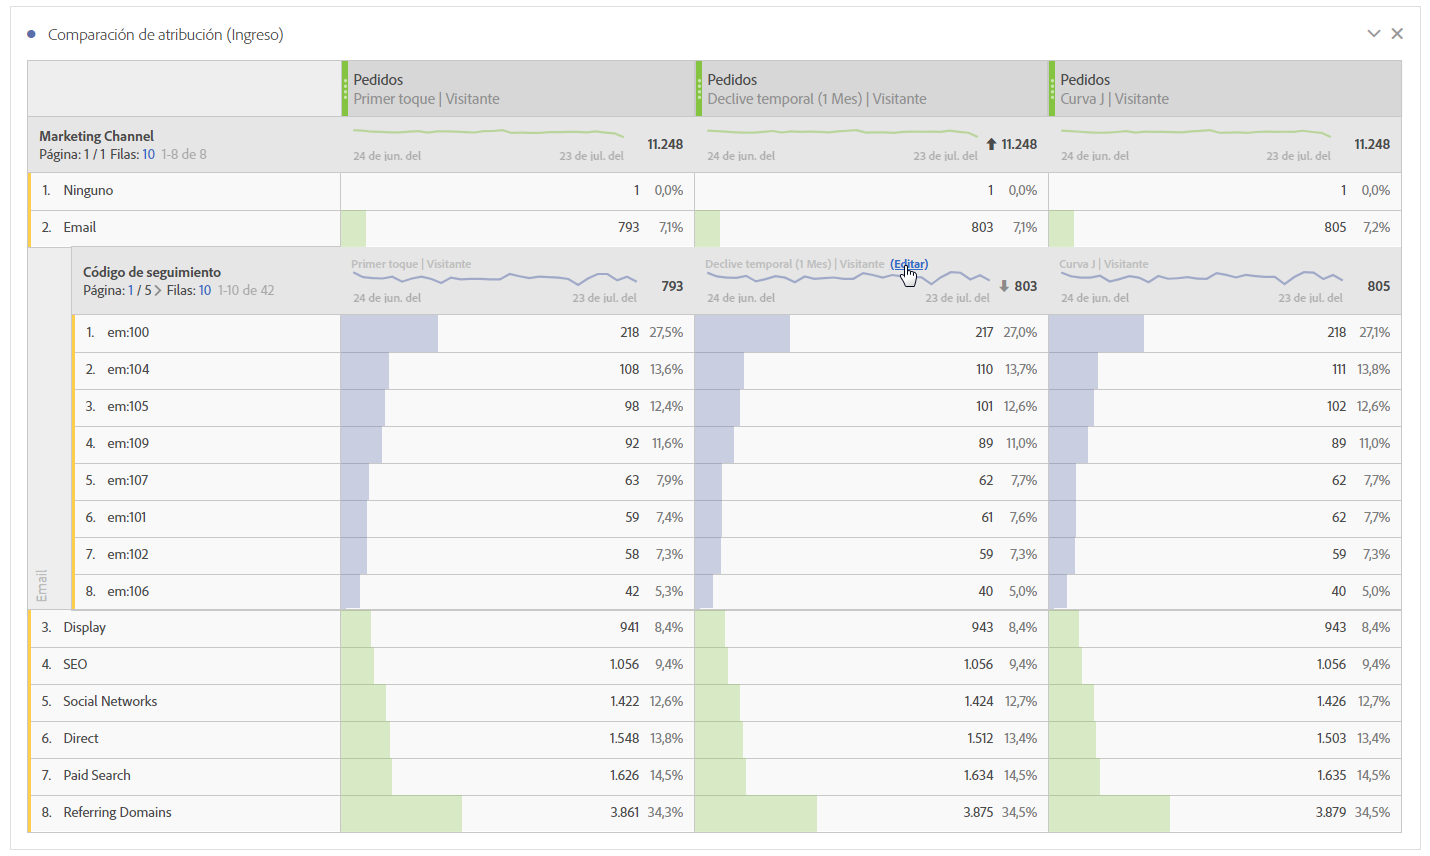 Comparación de atribución (Ingreso)
Pedidos
Primer toque | Visitante
Pedidos
Declive temporal (1 Mes) | Visitante
Pedidos
Curva J | Visitante
Marketing Channel
Página: 1 / 1 Filas: 10 1-8 de 8
24 de jun. del 23 de jul. del 11.248
24 de jun. del 23 de jul. del 11.248
24 de jun. del 23 de jul. del 11.248
1. Ninguno 1 0,0% 1 0,0% 1 0,0%
2. Email 793 7,1% 803 7,1% 805 7,2%
Código de seguimiento
Página: 1 / 5 Filas: 10 1-10 de 42
Primer toque | Visitante
24 de jun. del 23 de jul. del 793
Declive temporal (1 Mes) | Visitante (Editar)
24 de jun. del 23 de jul. del 803
Curva J | Visitante
24 de jun. del 23 de jul. del 805
1. em:100 218 27,5% 217 27,0% 218 27,1%
2. em:104 108 13,6% 110 13,7% 111 13,8%
3. em:105 98 12,4% 101 12,6% 102 12,6%
4. em:109 92 11,6% 89 11,0% 89 11,0%
5. em:107 63 7,9% 62 7,7% 62 7,7%
6. em:101 59 7,4% 61 7,6% 62 7,7%
7. em:102 58 7,3% 59 7,3% 59 7,3%
8. em:106 42 5,3% 40 5,0% 40 5,0%
Email
3. Display 941 8,4% 943 8,4% 943 8,4%
4. SEO 1.056 9,4% 1.056 9,4% 1.056 9,4%
5. Social Networks 1.422 12,6% 1.424 12,7% 1.426 12,7%
6. Direct 1.548 13,8% 1.512 13,4% 1.503 13,4%
7. Paid Search 1.626 14,5% 1.634 14,5% 1.635 14,5%
8. Referring Domains 3.861 34,3% 3.875 34,5% 3.879 34,5%